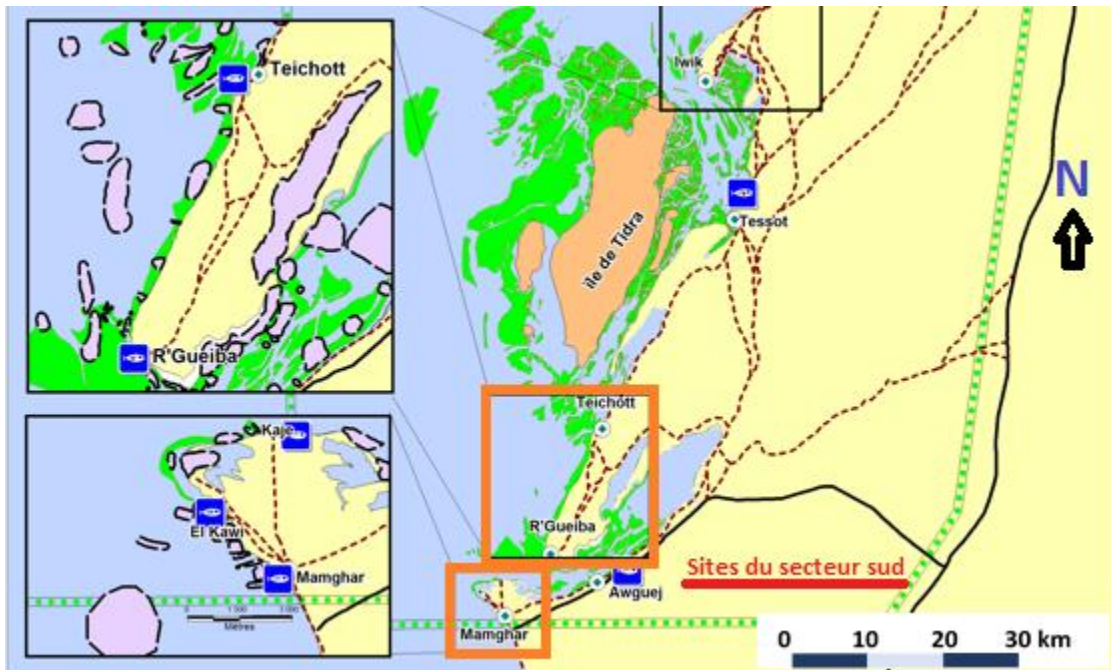 Teichott
R'Gueiba
Kaje
El Kawi
Mamghar
Mètres
Iwik
Tessot
île de Tidra
Teichott
R'Gueiba
Awguej
Mamghar
Sites du secteur sud
N
0 10 20 30 km